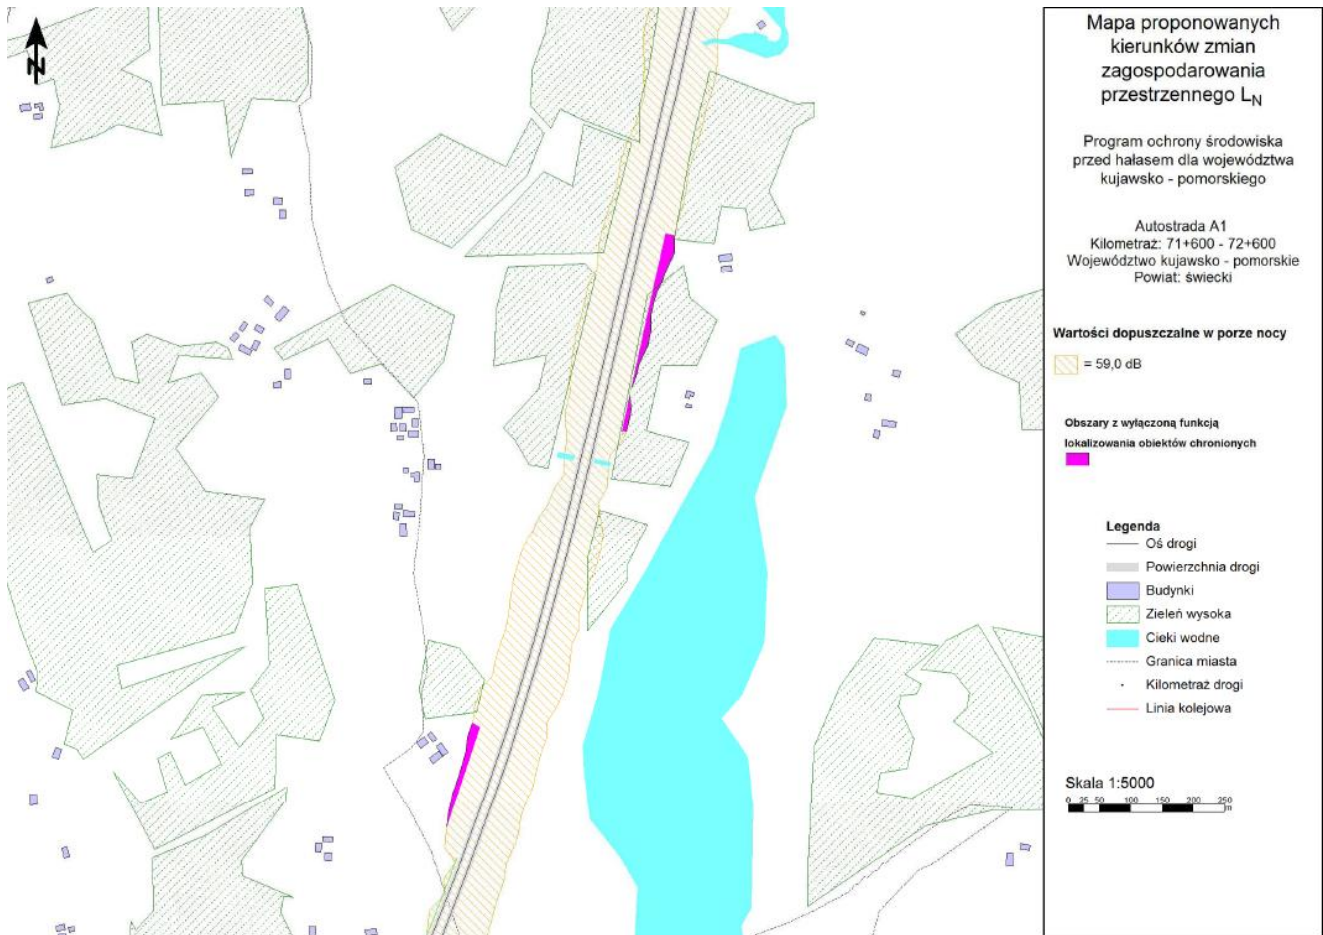 N
Mapa proponowanych
kierunków zmian
zagospodarowania
przestrzennego L_N
Program ochrony środowiska
przed hałasem dla województwa
kujawsko - pomorskiego
Autostrada A1
Kilometraż: 71+600 - 72+600
Województwo kujawsko - pomorskie
Powiat: świecki
Wartości dopuszczalne w porze nocy
= 59,0 dB
Obszary z wyłączoną funkcją
lokalizowania obiektów chronionych
Legenda
Oś drogi
Powierzchnia drogi
Budynki
Zieleń wysoka
Cieki wodne
Granica miasta
Kilometraż drogi
Linia kolejowa
Skala 1:5000
0 25 50 100 150 200 250
m